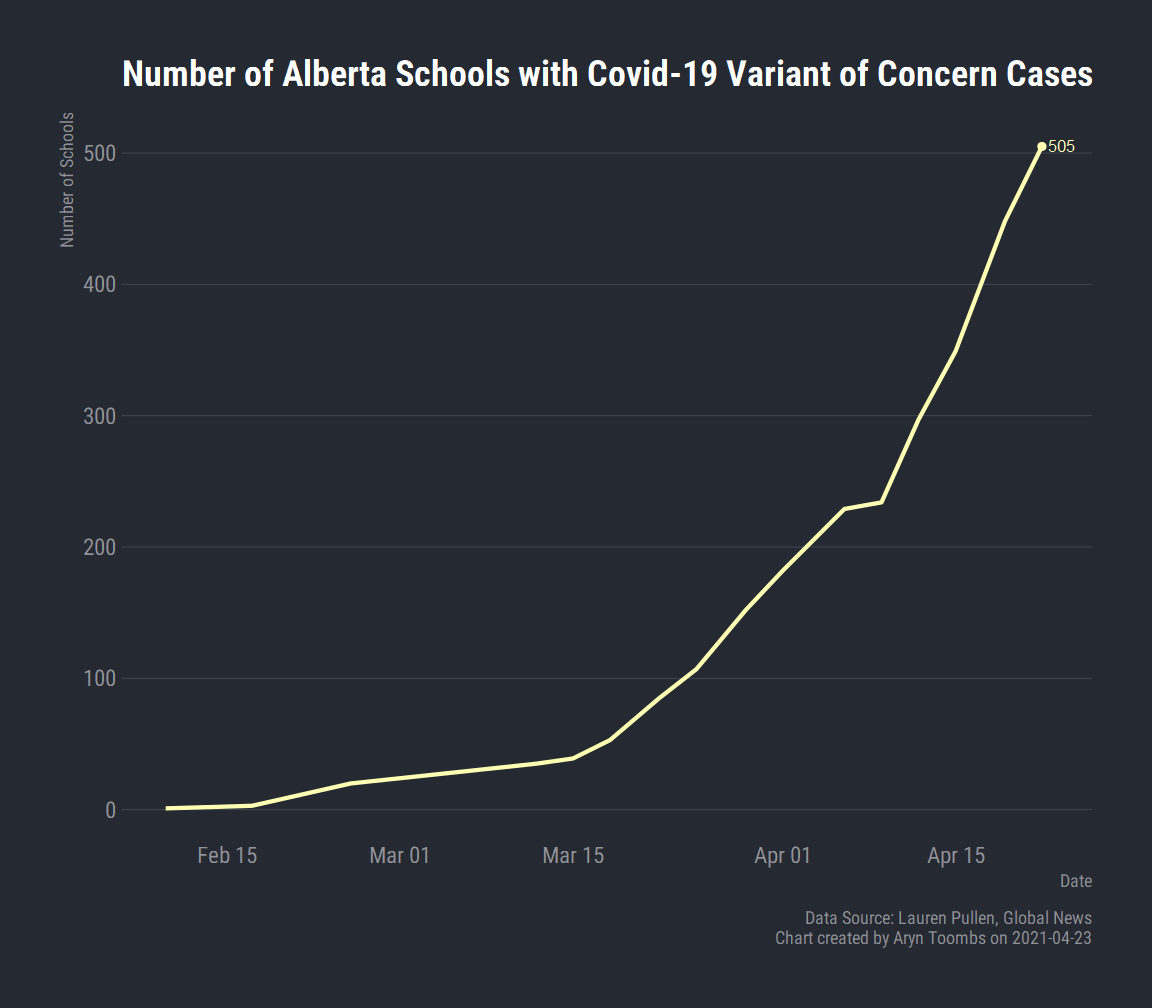 Number of Alberta Schools with Covid-19 Variant of Concern Cases
Number of Schools
500
505
400
300
200
100
0
Feb 15
Mar 01
Mar 15
Apr 01
Apr 15
Date
Data Source: Lauren Pullen, Global News
Chart created by Aryn Toombs on 2021-04-23